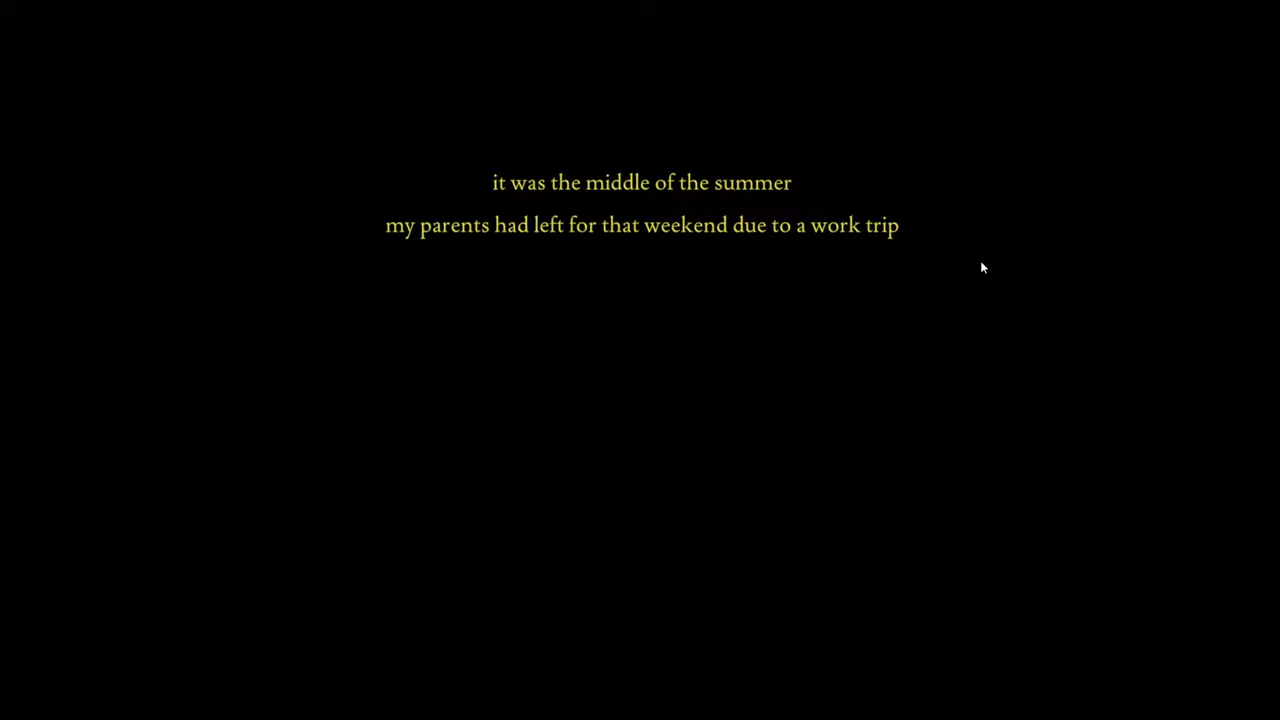 it was the middle of the summer
my parents had left for that weekend due to a work trip